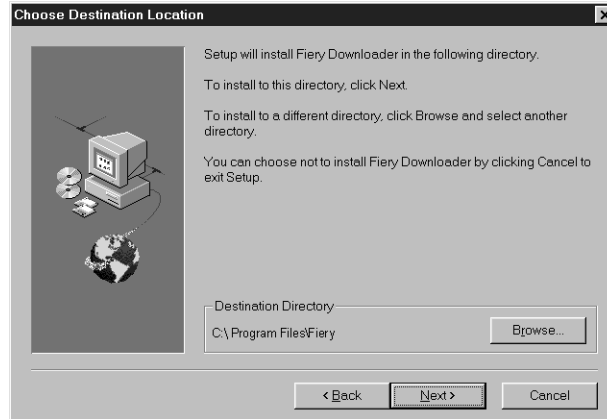 Choose Destination Location
Setup will install Fiery Downloader in the following directory.
To install to this directory, click Next.
To install to a different directory, click Browse and select another
directory.
You can choose not to install Fiery Downloader by clicking Cancel to
exit Setup.
Destination Directory
C:\Program Files\Fiery
Browse...
< Back
Next >
Cancel